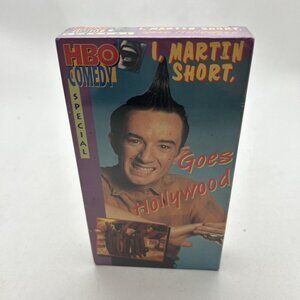 HBO
COMEDY
SPECIAL
I, MARTIN
SHORT,
Goes
Hollywood